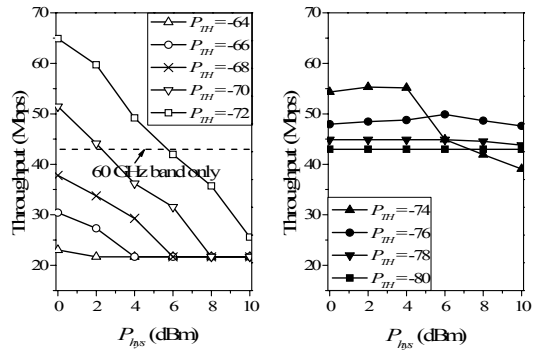 Throughput (Mbps)
70
60
50
40
30
20
P_TH=-64
P_TH=-66
P_TH=-68
P_TH=-70
P_TH=-72
60 GHz band only
0 2 4 6 8 10
P_hys (dBm)
Throughput (Mbps)
70
60
50
40
30
20
P_TH=-74
P_TH=-76
P_TH=-78
P_TH=-80
0 2 4 6 8 10
P_hys (dBm)